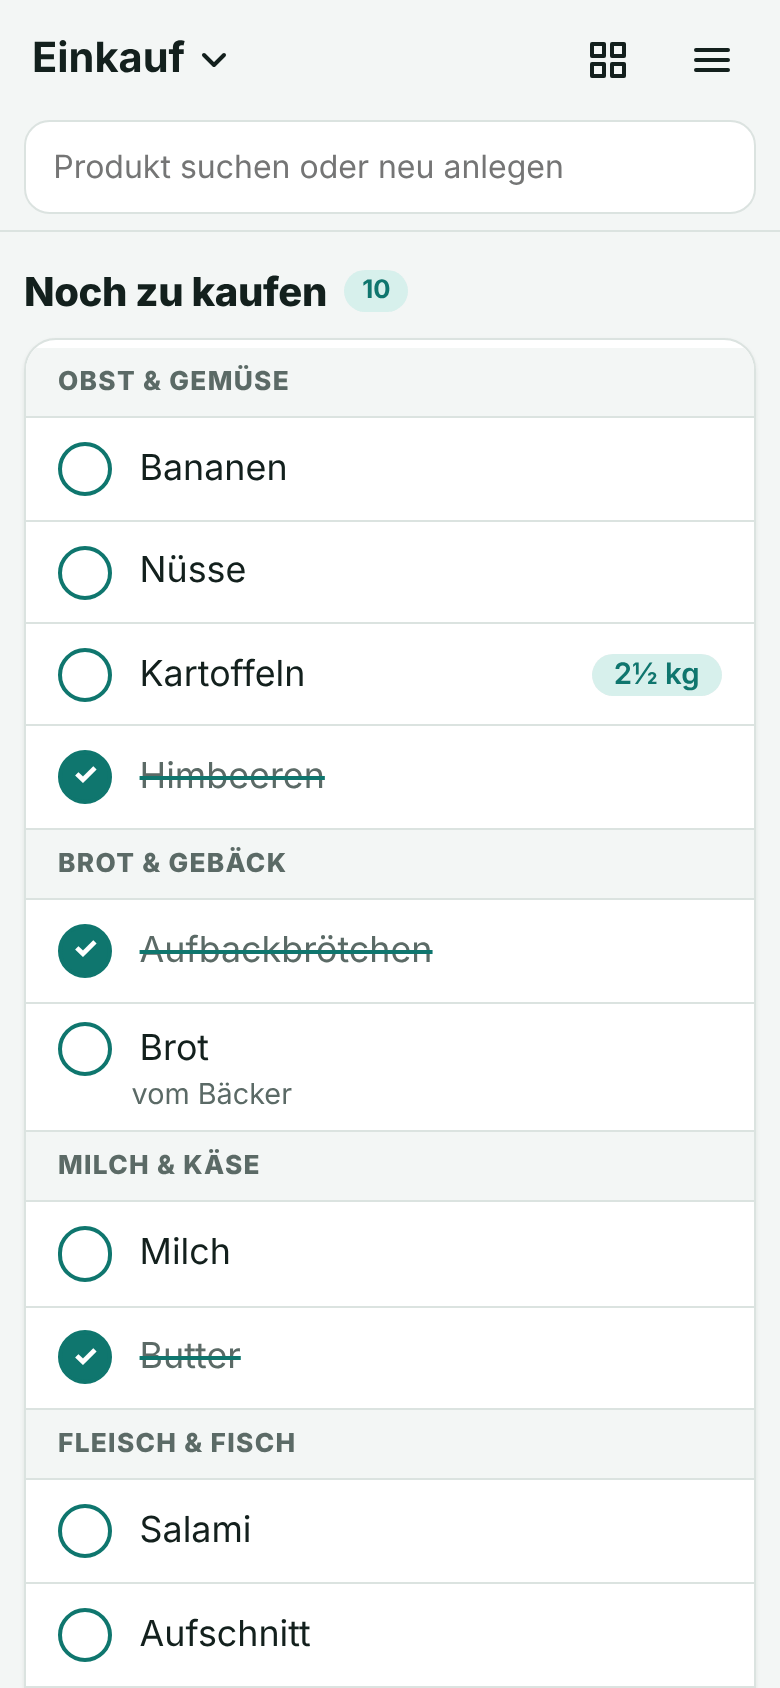 Einkauf
Produkt suchen oder neu anlegen
Noch zu kaufen 10
OBST & GEMÜSE
Bananen
Nüsse
Kartoffeln 2½ kg
Himbeeren
BROT & GEBÄCK
Aufbackbrötchen
Brot
vom Bäcker
MILCH & KÄSE
Milch
Butter
FLEISCH & FISCH
Salami
Aufschnitt